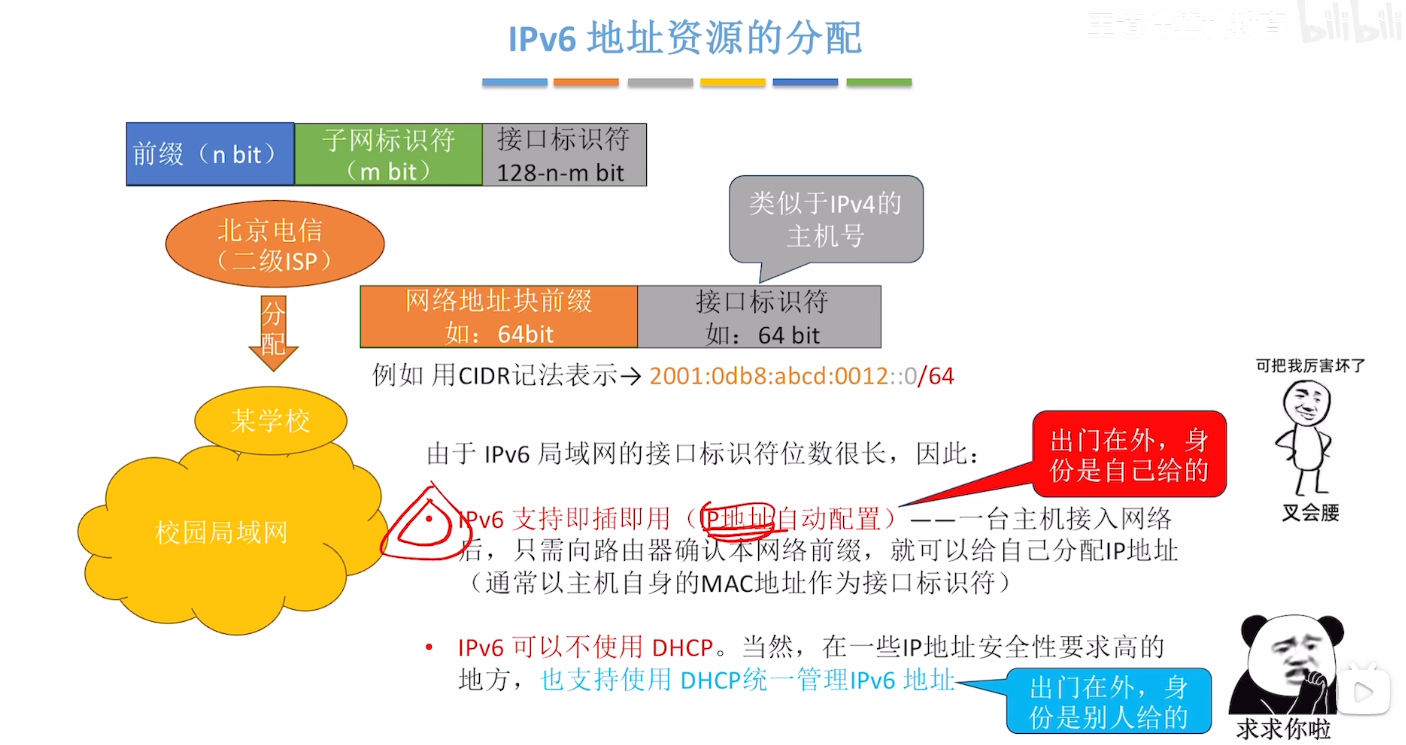 IPv6 地址资源的分配
bilibili
前缀（n bit）
子网标识符
（m bit）
接口标识符
128-n-m bit
北京电信
（二级ISP）
类似于IPv4的
主机号
分
配
网络地址块前缀
如：64bit
接口标识符
如：64 bit
例如 用CIDR记法表示→ 2001:0db8:abcd:0012::0/64
某学校
校园局域网
可把我厉害坏了
叉会腰
由于 IPv6 局域网的接口标识符位数很长，因此：
出门在外，身
份是自己给的
• IPv6 支持即插即用（IP地址自动配置）——一台主机接入网络
后，只需向路由器确认本网络前缀，就可以给自己分配IP地址
（通常以主机自身的MAC地址作为接口标识符）
• IPv6 可以不使用 DHCP。当然，在一些IP地址安全性要求高的
地方，也支持使用 DHCP统一管理IPv6 地址
出门在外，身
份是别人给的
求求你啦